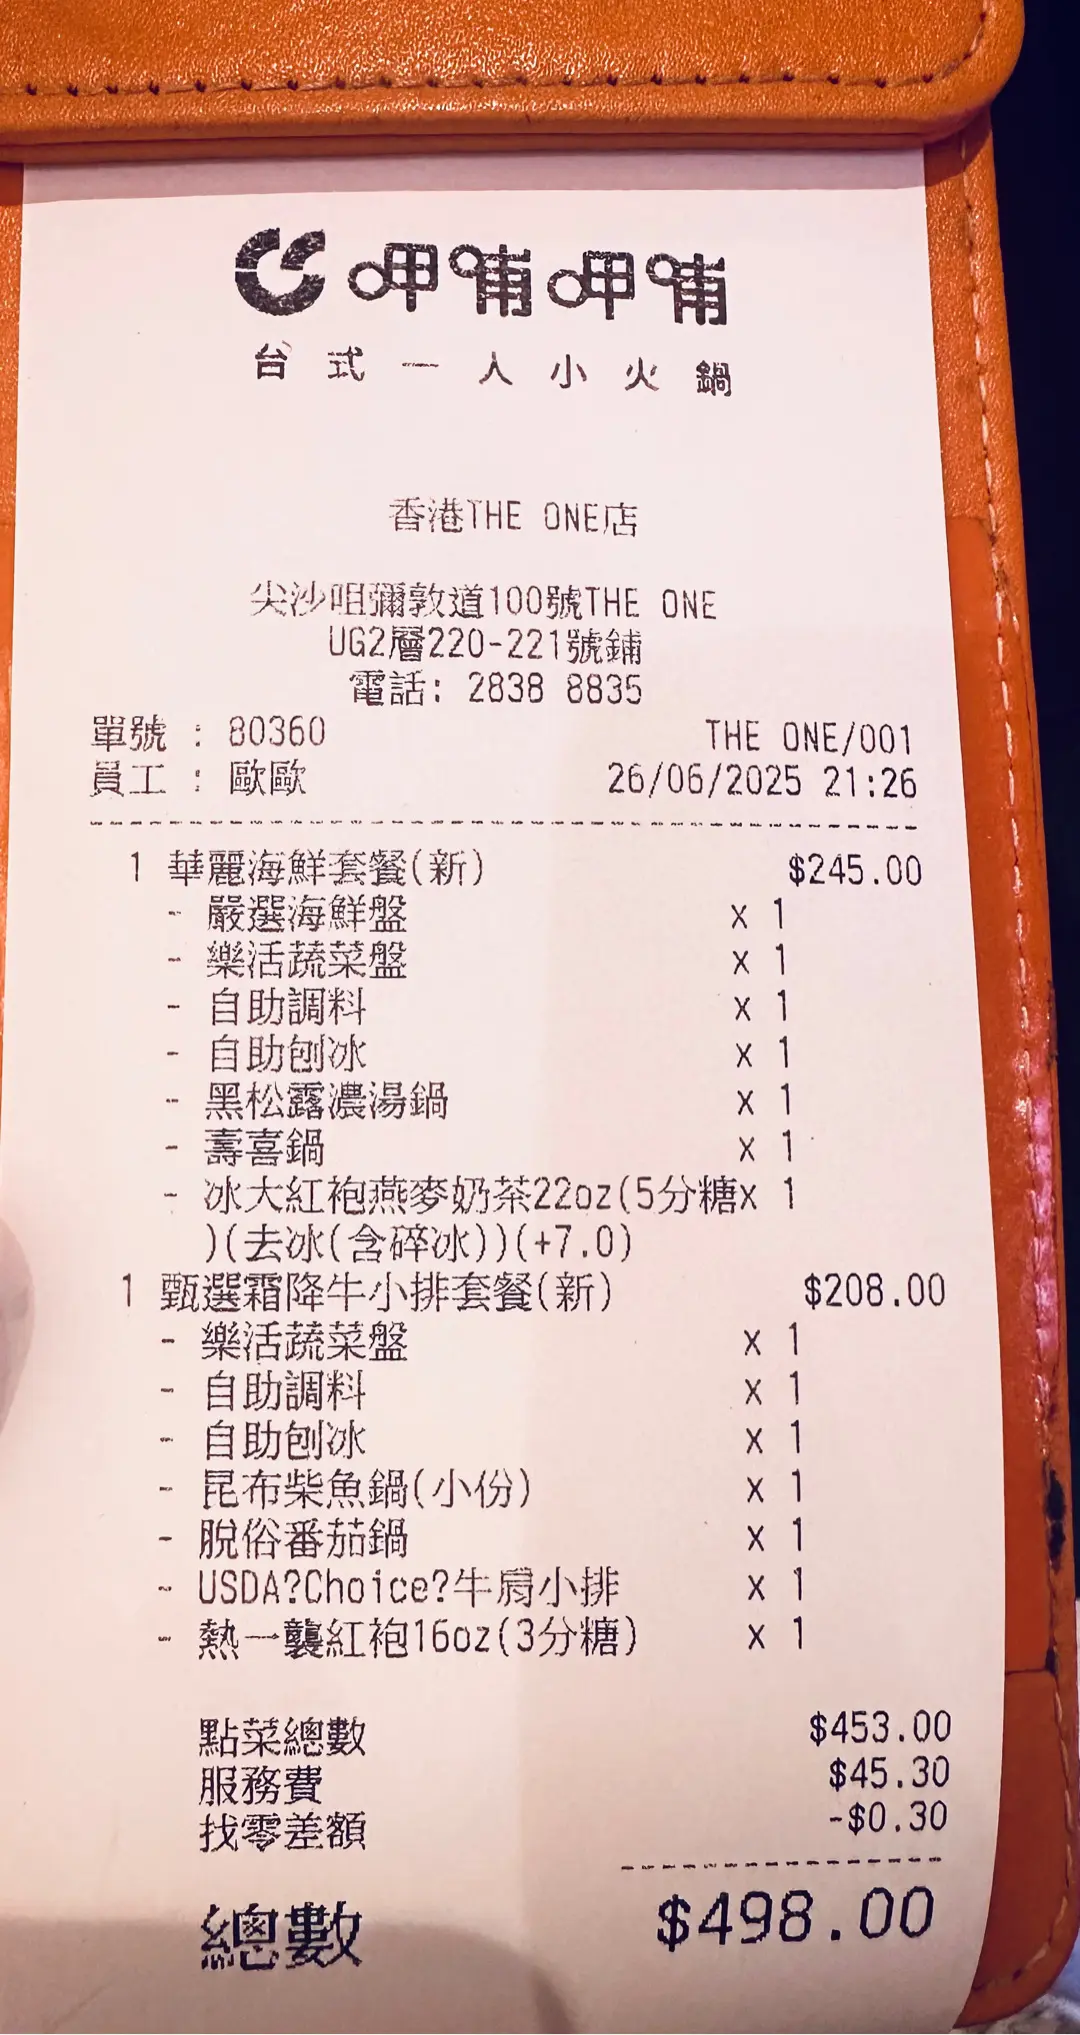 呷哺呷哺
台式一人小火鍋
香港THE ONE店
尖沙咀彌敦道100號THE ONE
UG2層220-221號鋪
電話: 2838 8835
單號 : 80360 THE ONE/001
員工 : 歐歐 26/06/2025 21:26
1 華麗海鮮套餐(新) $245.00
- 嚴選海鮮盤 x 1
- 樂活蔬菜盤 x 1
- 自助調料 x 1
- 自助刨冰 x 1
- 黑松露濃湯鍋 x 1
- 壽喜鍋 x 1
- 冰大紅袍燕麥奶茶22oz(5分糖x 1
)(去冰(含碎冰))(+7.0)
1 甄選霜降牛小排套餐(新) $208.00
- 樂活蔬菜盤 x 1
- 自助調料 x 1
- 自助刨冰 x 1
- 昆布柴魚鍋(小份) x 1
- 脫俗番茄鍋 x 1
- USDA?Choice?牛肩小排 x 1
- 熱一襲紅袍16oz(3分糖) x 1
點菜總數 $453.00
服務費 $45.30
找零差額 -$0.30
總數 $498.00